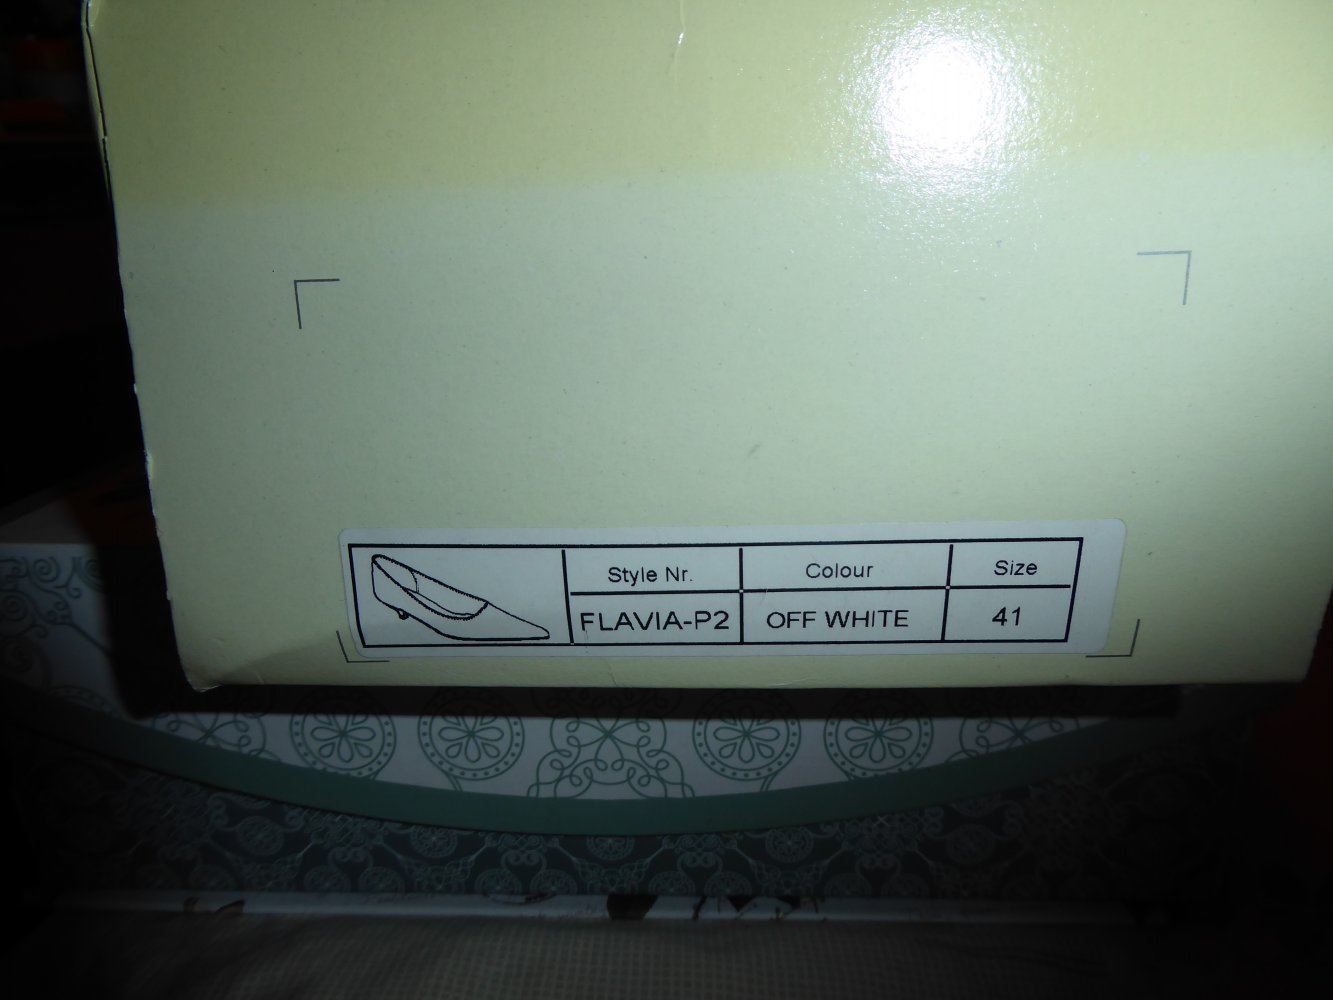 Style Nr. Colour Size
FLAVIA-P2 OFF WHITE 41